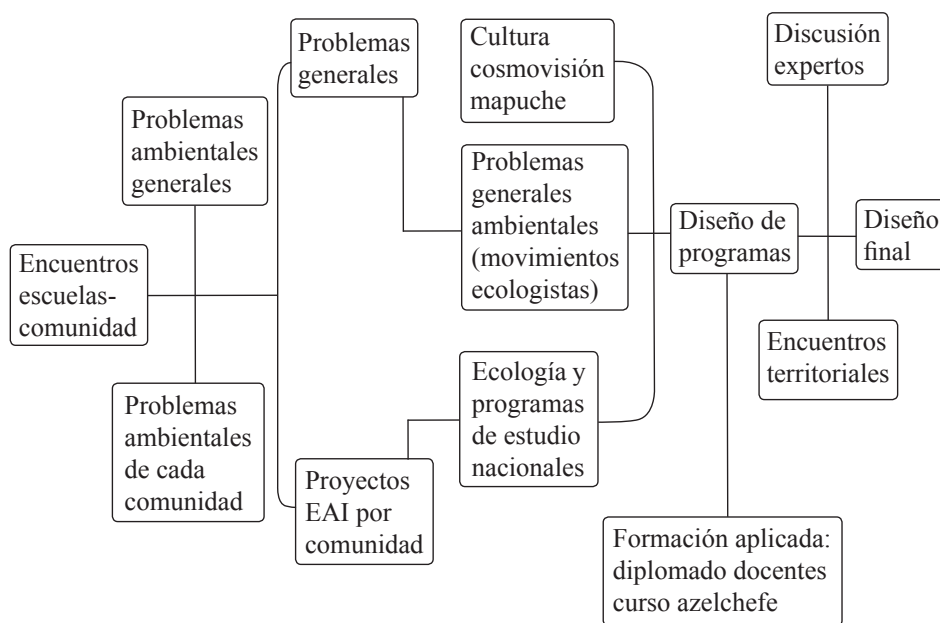 Encuentros
escuelas-
comunidad
Problemas
ambientales
generales
Problemas
ambientales
de cada
comunidad
Problemas
generales
Proyectos
EAI por
comunidad
Cultura
cosmovisión
mapuche
Problemas
generales
ambientales
(movimientos
ecologistas)
Ecología y
programas
de estudio
nacionales
Diseño de
programas
Formación aplicada:
diplomado docentes
curso azelchefe
Discusión
expertos
Diseño
final
Encuentros
territoriales